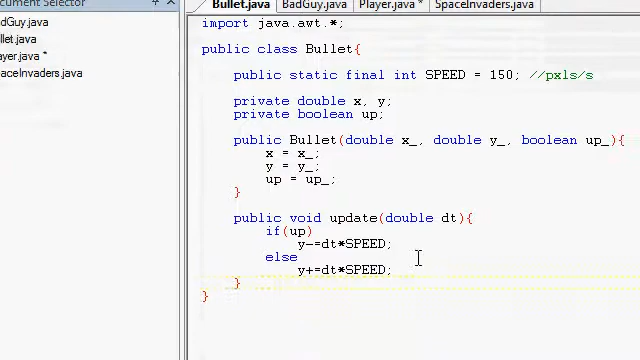 ocument Selector
adGuy.java
llet.java
ayer.java *
aceInvaders.java
Bullet.java BadGuy.java Player.java * SpaceInvaders.java
import java.awt.*;
public class Bullet{
public static final int SPEED = 150; //pxls/s
private double x, y;
private boolean up;
public Bullet(double x_, double y_, boolean up_){
x = x_;
y = y_;
up = up_;
}
public void update(double dt){
if(up)
y-=dt*SPEED;
else
y+=dt*SPEED;
}
}